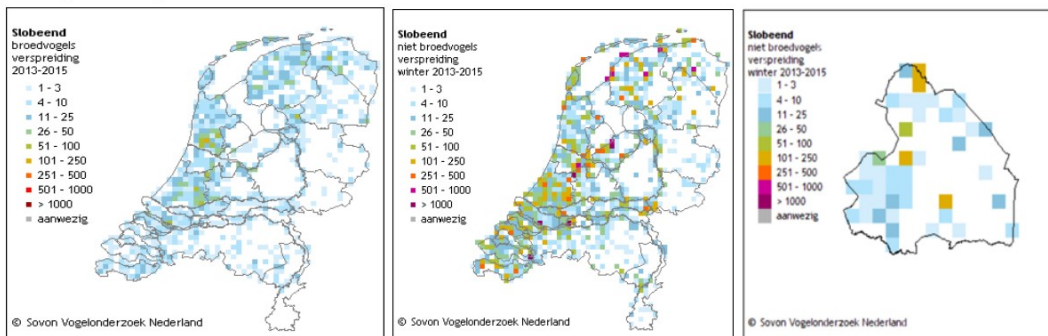 Slobeend
broedvogels
verspreiding
2013-2015
1 - 3
4 - 10
11 - 25
26 - 50
51 - 100
101 - 250
251 - 500
501 - 1000
> 1000
aanwezig
© Sovon Vogelonderzoek Nederland
Slobeend
niet broedvogels
verspreiding
winter 2013-2015
1 - 3
4 - 10
11 - 25
26 - 50
51 - 100
101 - 250
251 - 500
501 - 1000
> 1000
aanwezig
© Sovon Vogelonderzoek Nederland
Slobeend
niet broedvogels
verspreiding
winter 2013-2015
1 - 3
4 - 10
11 - 25
26 - 50
51 - 100
101 - 250
251 - 500
501 - 1000
> 1000
aanwezig
© Sovon Vogelonderzoek Nederland